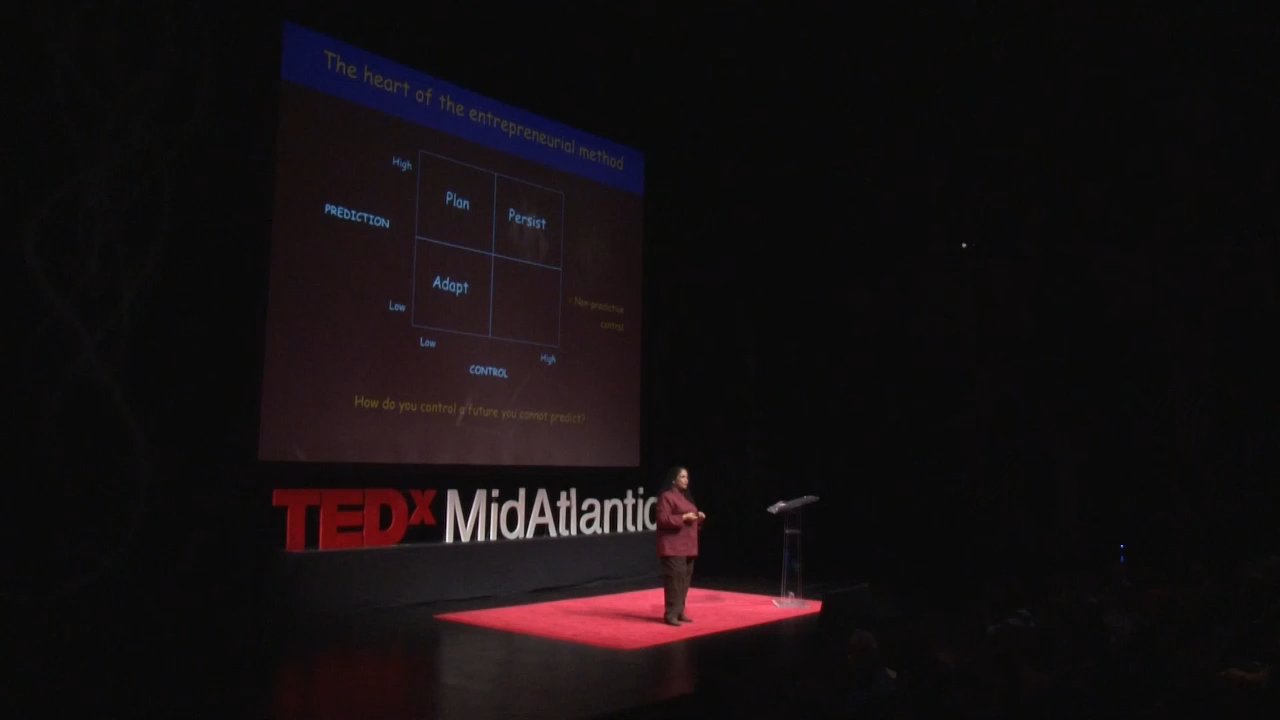 The heart of the entrepreneurial method
High
Plan
Persist
PREDICTION
Adapt
Low
- Non-predictive
control
Low
High
CONTROL
How do you control a future you cannot predict?
TEDx MidAtlantic